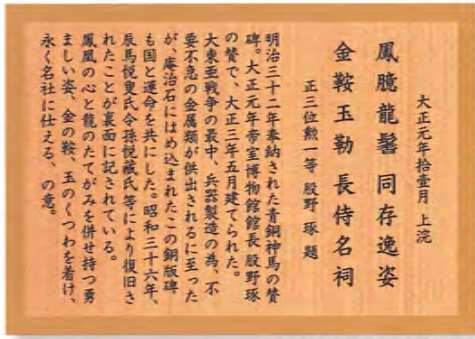 大正元年拾壹月 上浣
鳳臆龍鬐 同存逸姿
金鞍玉勒 長侍名祠
正三位勲一等 股野 琢 題
明治三十二年奉納された青銅神馬の賛
碑。大正元年帝室博物館館長 股野琢
の賛で、大正三年五月建てられた。
大東亜戦争の最中、兵器製造の為、不
要不急の金属類が供出されるに至った
が、庵治石にはめ込まれたこの銅版碑
も国と運命を共にした。昭和三十六年、
辰馬悦叟氏令孫悦蔵氏等により復旧さ
れたことが裏面に記されている。
鳳凰の心と龍のたてがみを併せ持つ勇
ましい姿、金の鞍、玉のくつわを着け、
永く名社に仕える、の意。